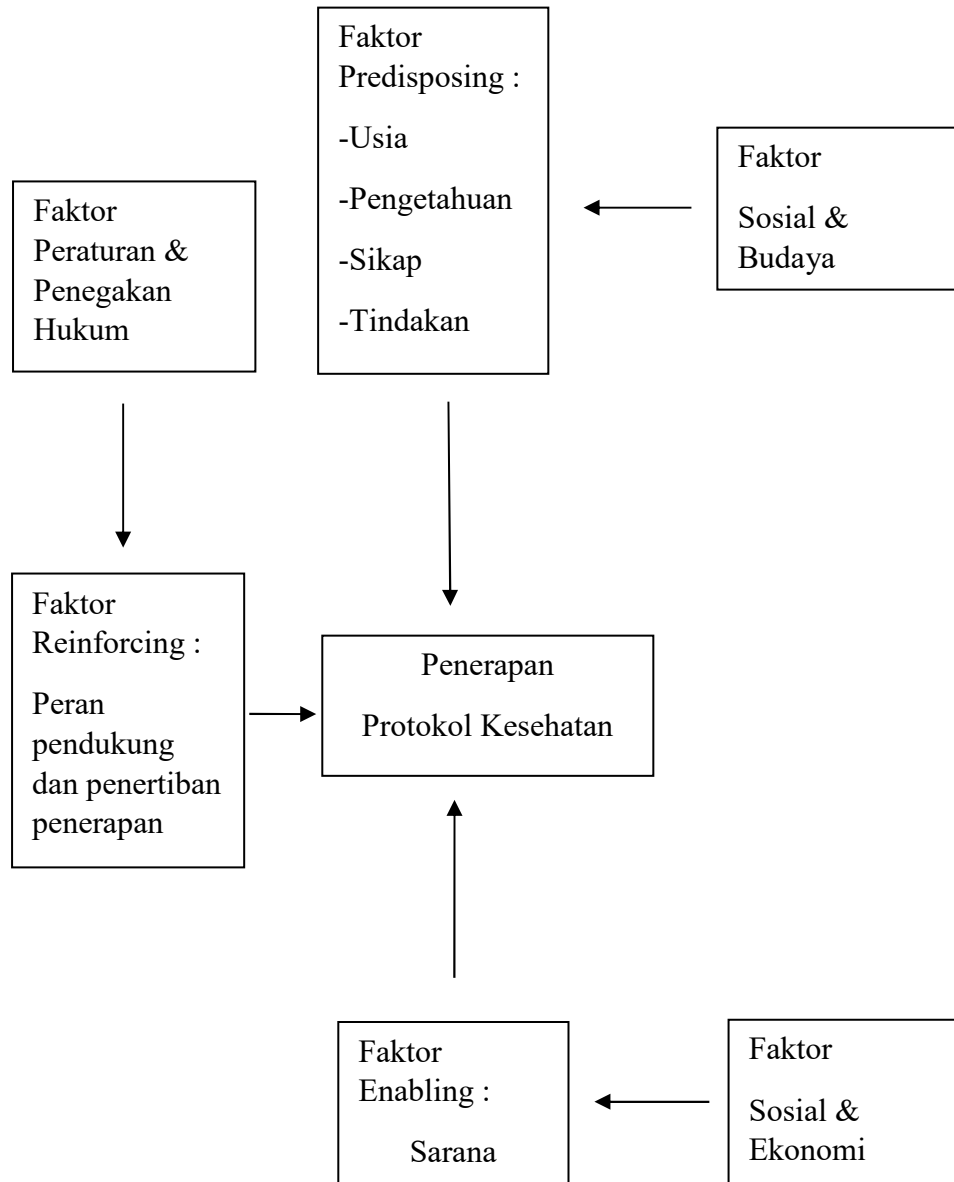 Faktor
Predisposing :
-Usia
-Pengetahuan
-Sikap
-Tindakan
Faktor
Sosial &
Budaya
Faktor
Peraturan &
Penegakan
Hukum
Faktor
Reinforcing :
Peran
pendukung
dan penertiban
penerapan
Penerapan
Protokol Kesehatan
Faktor
Enabling :
Sarana
Faktor
Sosial &
Ekonomi